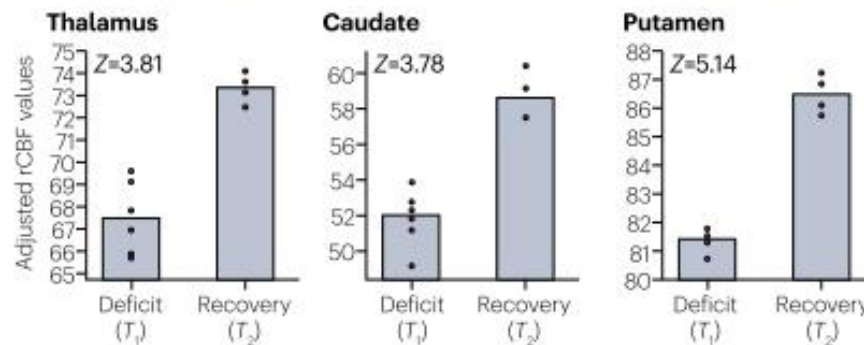 Thalamus
Adjusted rCBF values
75
74
73
72
71
70
69
68
67
66
65
Z=3.81
Deficit
(T₁)
Recovery
(T₂)
Caudate
60
58
56
54
52
50
Z=3.78
Deficit
(T₁)
Recovery
(T₂)
Putamen
88
87
86
85
84
83
82
81
80
Z=5.14
Deficit
(T₁)
Recovery
(T₂)